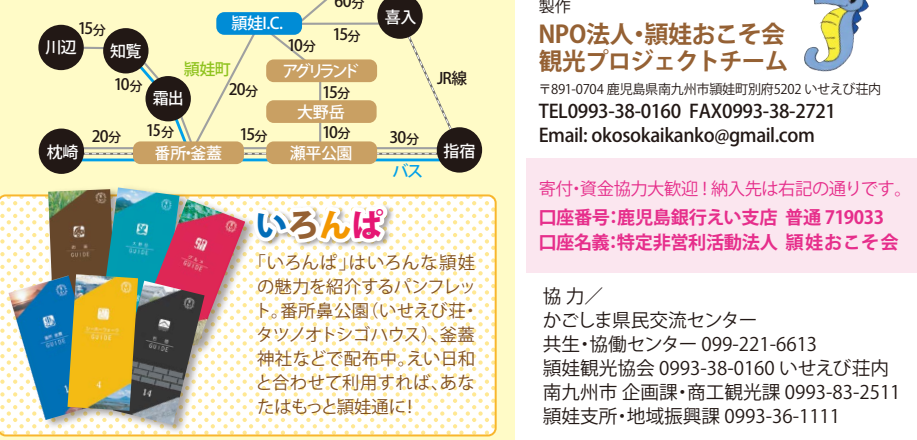 60分
頴娃I.C.
喜入
15分
15分
川辺
知覧
10分
頴娃町
アグリランド
JR線
10分
20分
15分
霜出
大野岳
20分
15分
15分
10分
30分
枕崎
番所・釜蓋
瀬平公園
指宿
バス
いろんぱ
「いろんぱ」はいろんな頴娃
の魅力を紹介するパンフレッ
ト。番所鼻公園(いせえび荘・
タツノオトシゴハウス)、釜蓋
神社などで配布中。えい日和
と合わせて利用すれば、あな
たはもっと頴娃通に!
GUIDE
GUIDE
GUIDE
GUIDE
GUIDE
GUIDE
4
14
製作
NPO法人・頴娃おこそ会
観光プロジェクトチーム
〒891-0704 鹿児島県南九州市頴娃町別府5202 いせえび荘内
TEL0993-38-0160 FAX0993-38-2721
Email: okosokaikanko@gmail.com
寄付・資金協力大歓迎！納入先は右記の通りです。
口座番号：鹿児島銀行えい支店 普通 719033
口座名義：特定非営利活動法人 頴娃おこそ会
協 力／
かごしま県民交流センター
共生・協働センター 099-221-6613
頴娃観光協会 0993-38-0160 いせえび荘内
南九州市 企画課・商工観光課 0993-83-2511
頴娃支所・地域振興課 0993-36-1111